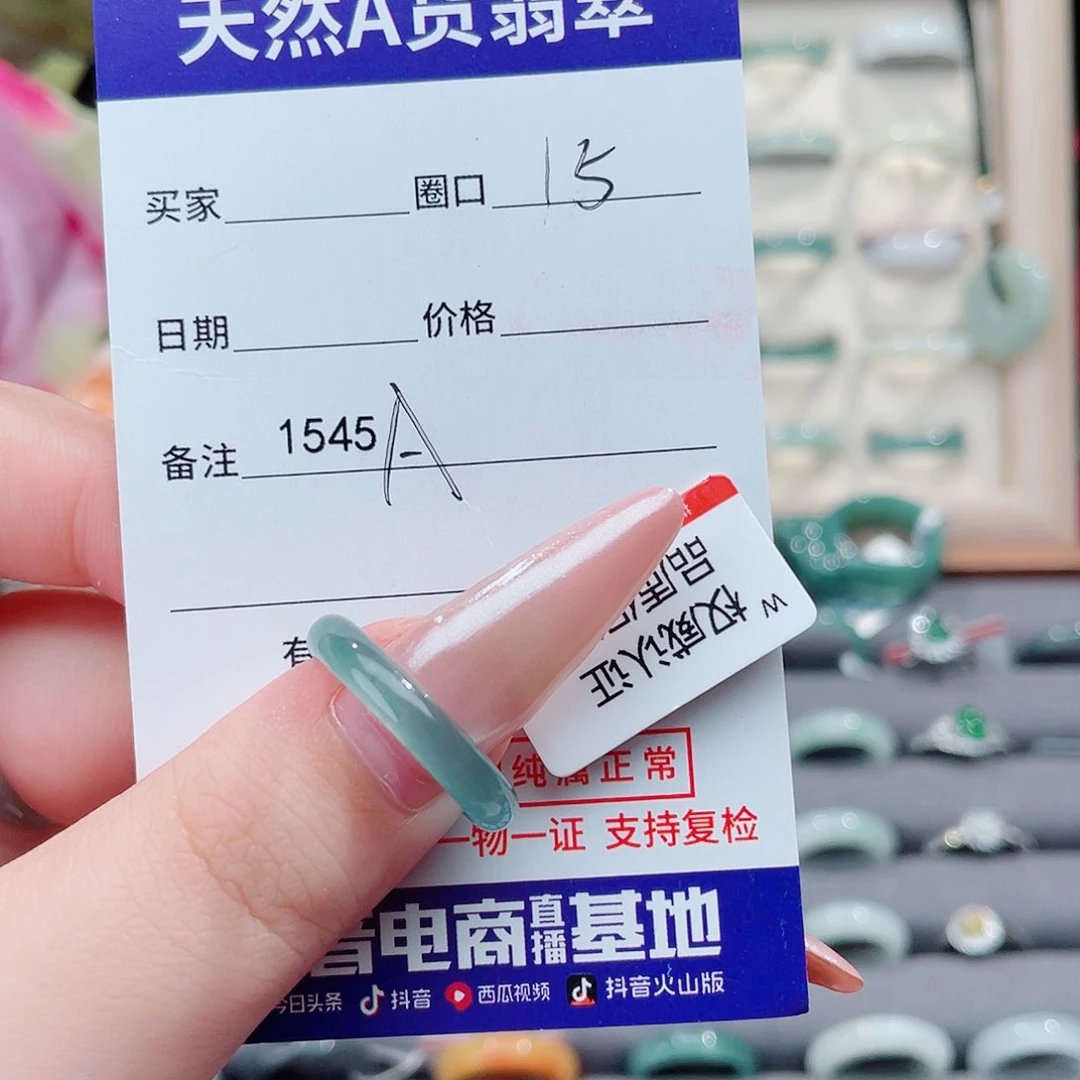 天然A货翡翠
买家 圈口 15
日期 价格
备注 1545 A
有
权威认证 W
纯属正常
一物一证 支持复检
音电商直播基地
今日头条 抖音 西瓜视频 抖音火山版